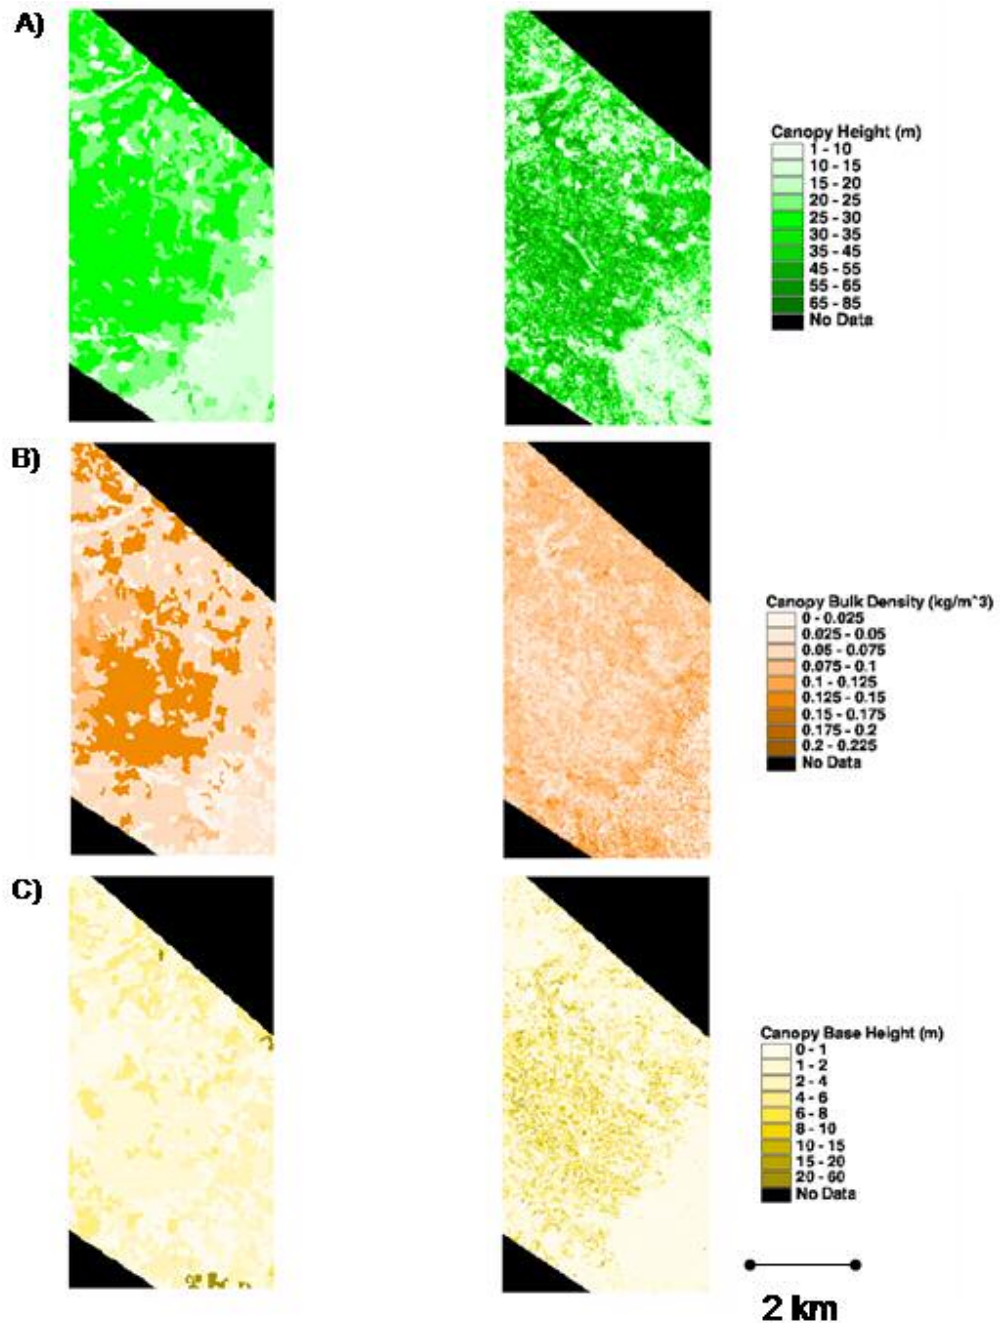 A)
Canopy Height (m)
1 - 10
10 - 15
15 - 20
20 - 25
25 - 30
30 - 35
35 - 45
45 - 55
55 - 65
65 - 85
No Data
B)
Canopy Bulk Density (kg/m^3)
0 - 0.025
0.025 - 0.05
0.05 - 0.075
0.075 - 0.1
0.1 - 0.125
0.125 - 0.15
0.15 - 0.175
0.175 - 0.2
0.2 - 0.225
No Data
C)
Canopy Base Height (m)
0 - 1
1 - 2
2 - 4
4 - 6
6 - 8
8 - 10
10 - 15
15 - 20
20 - 60
No Data
2 km